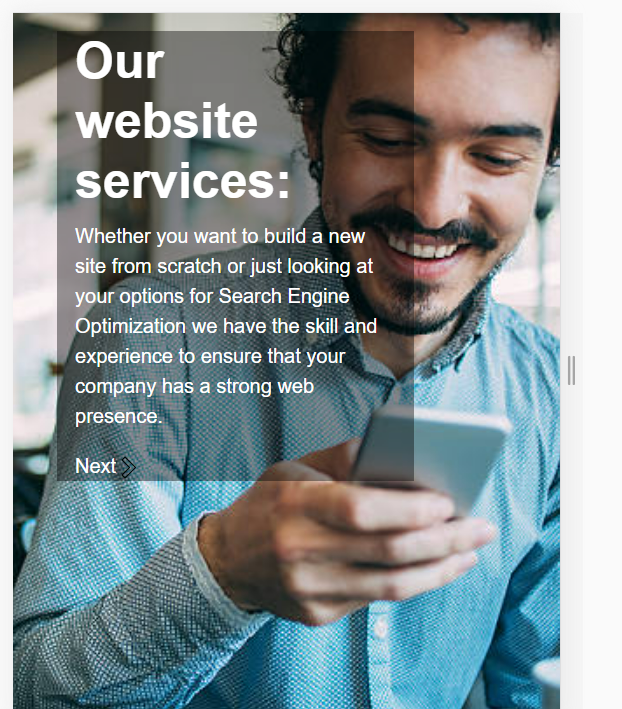 Our
website
services:
Whether you want to build a new
site from scratch or just looking at
your options for Search Engine
Optimization we have the skill and
experience to ensure that your
company has a strong web
presence.
Next